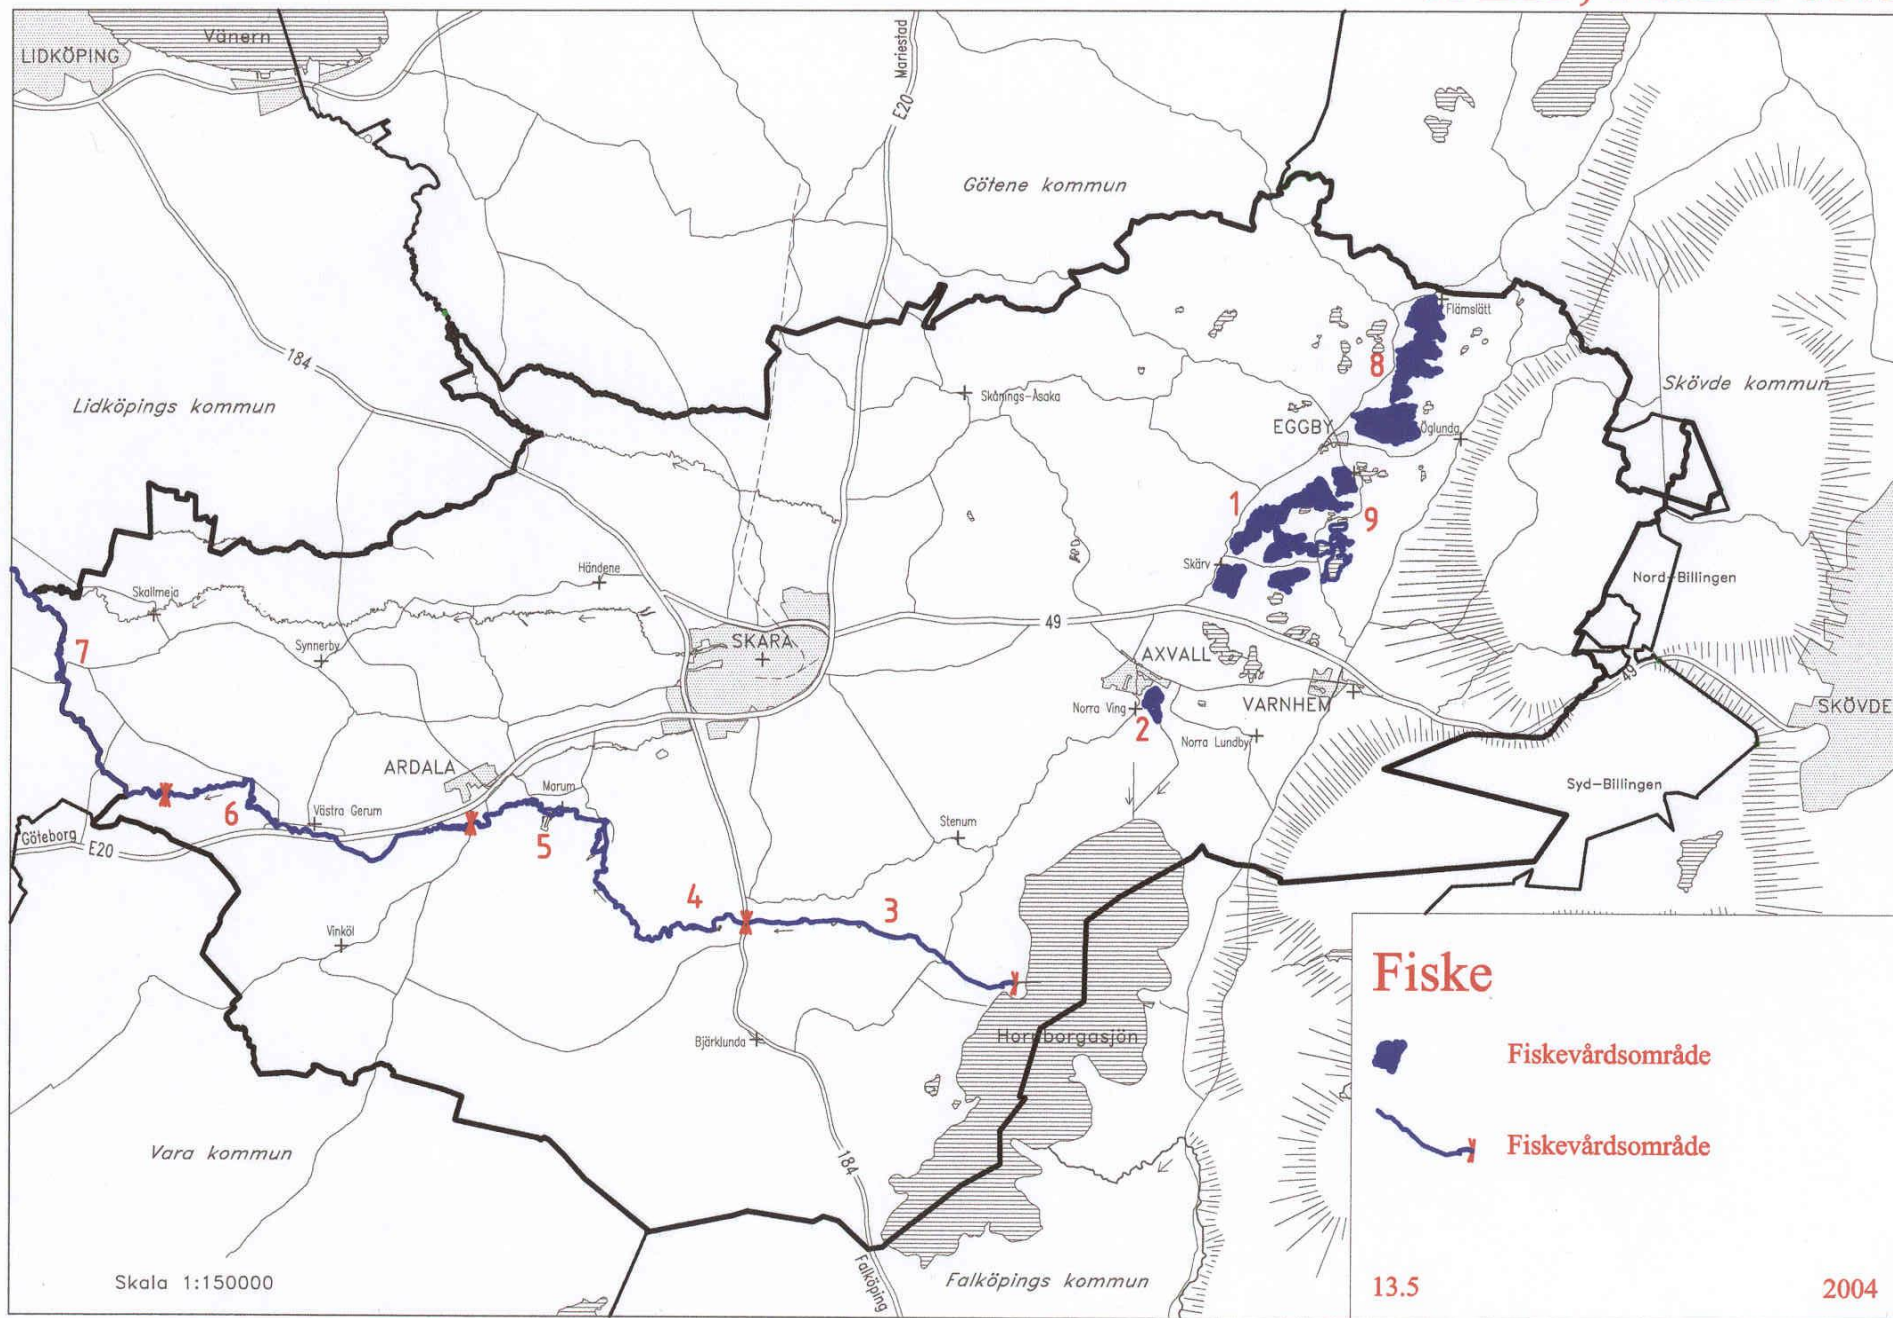 Vänern
LIDKÖPING
Mariestad
E20
Götene kommun
184
Flämslätt
8
Skövde kommun
Lidköpings kommun
Skånings-Åsaka
EGGBY
Öglunda
1
9
Skärv
Händene
Skallmeja
Nord-Billingen
49
SKARA
Synnerby
7
AXVALL
49
VARNHEM
SKÖVDE
Norra Ving
2
Norra Lundby
ARDALA
Marum
Syd-Billingen
6
Västra Gerum
Göteborg
E20
5
Stenum
4
3
Vinköl
Fiske
Björklunda
Hornborgasjön
Fiskevårdsområde
Fiskevårdsområde
Vara kommun
184
Skala 1:150000
Falköping
Falköpings kommun
13.5
2004